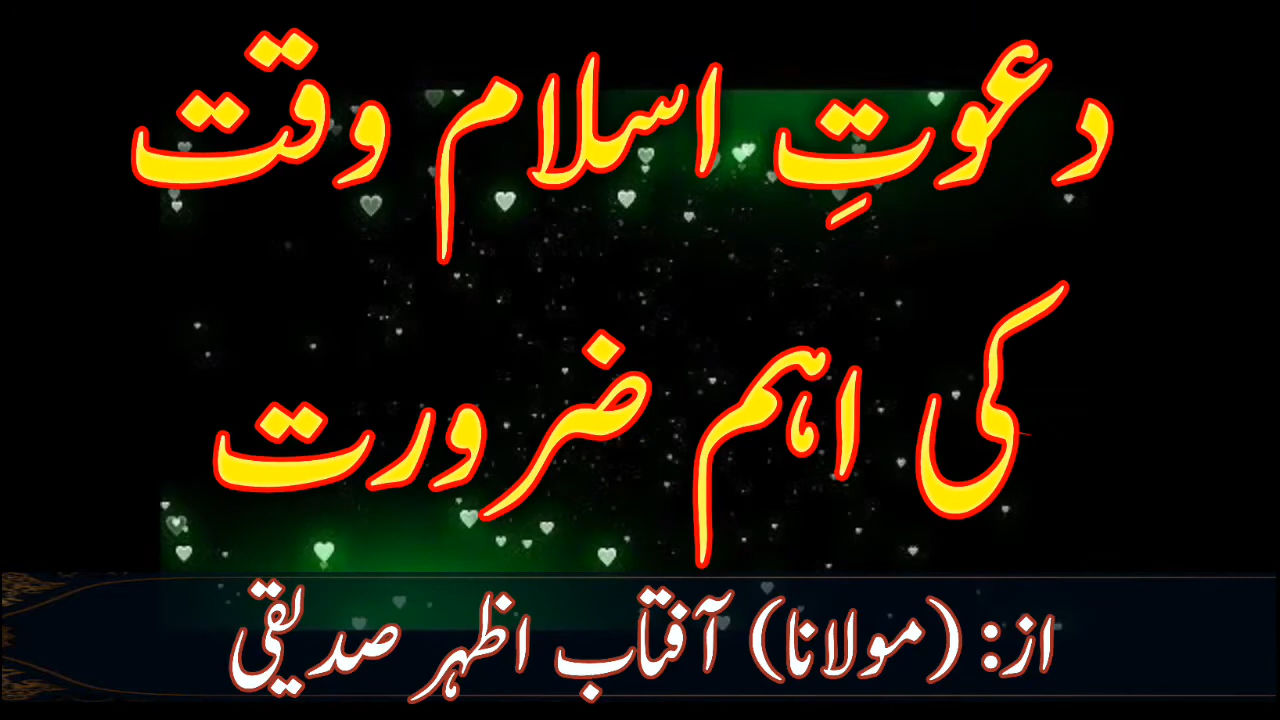 دعوتِ اسلام وقت
کی اہم ضرورت
از: (مولانا) آفتاب اظہر صدیقی